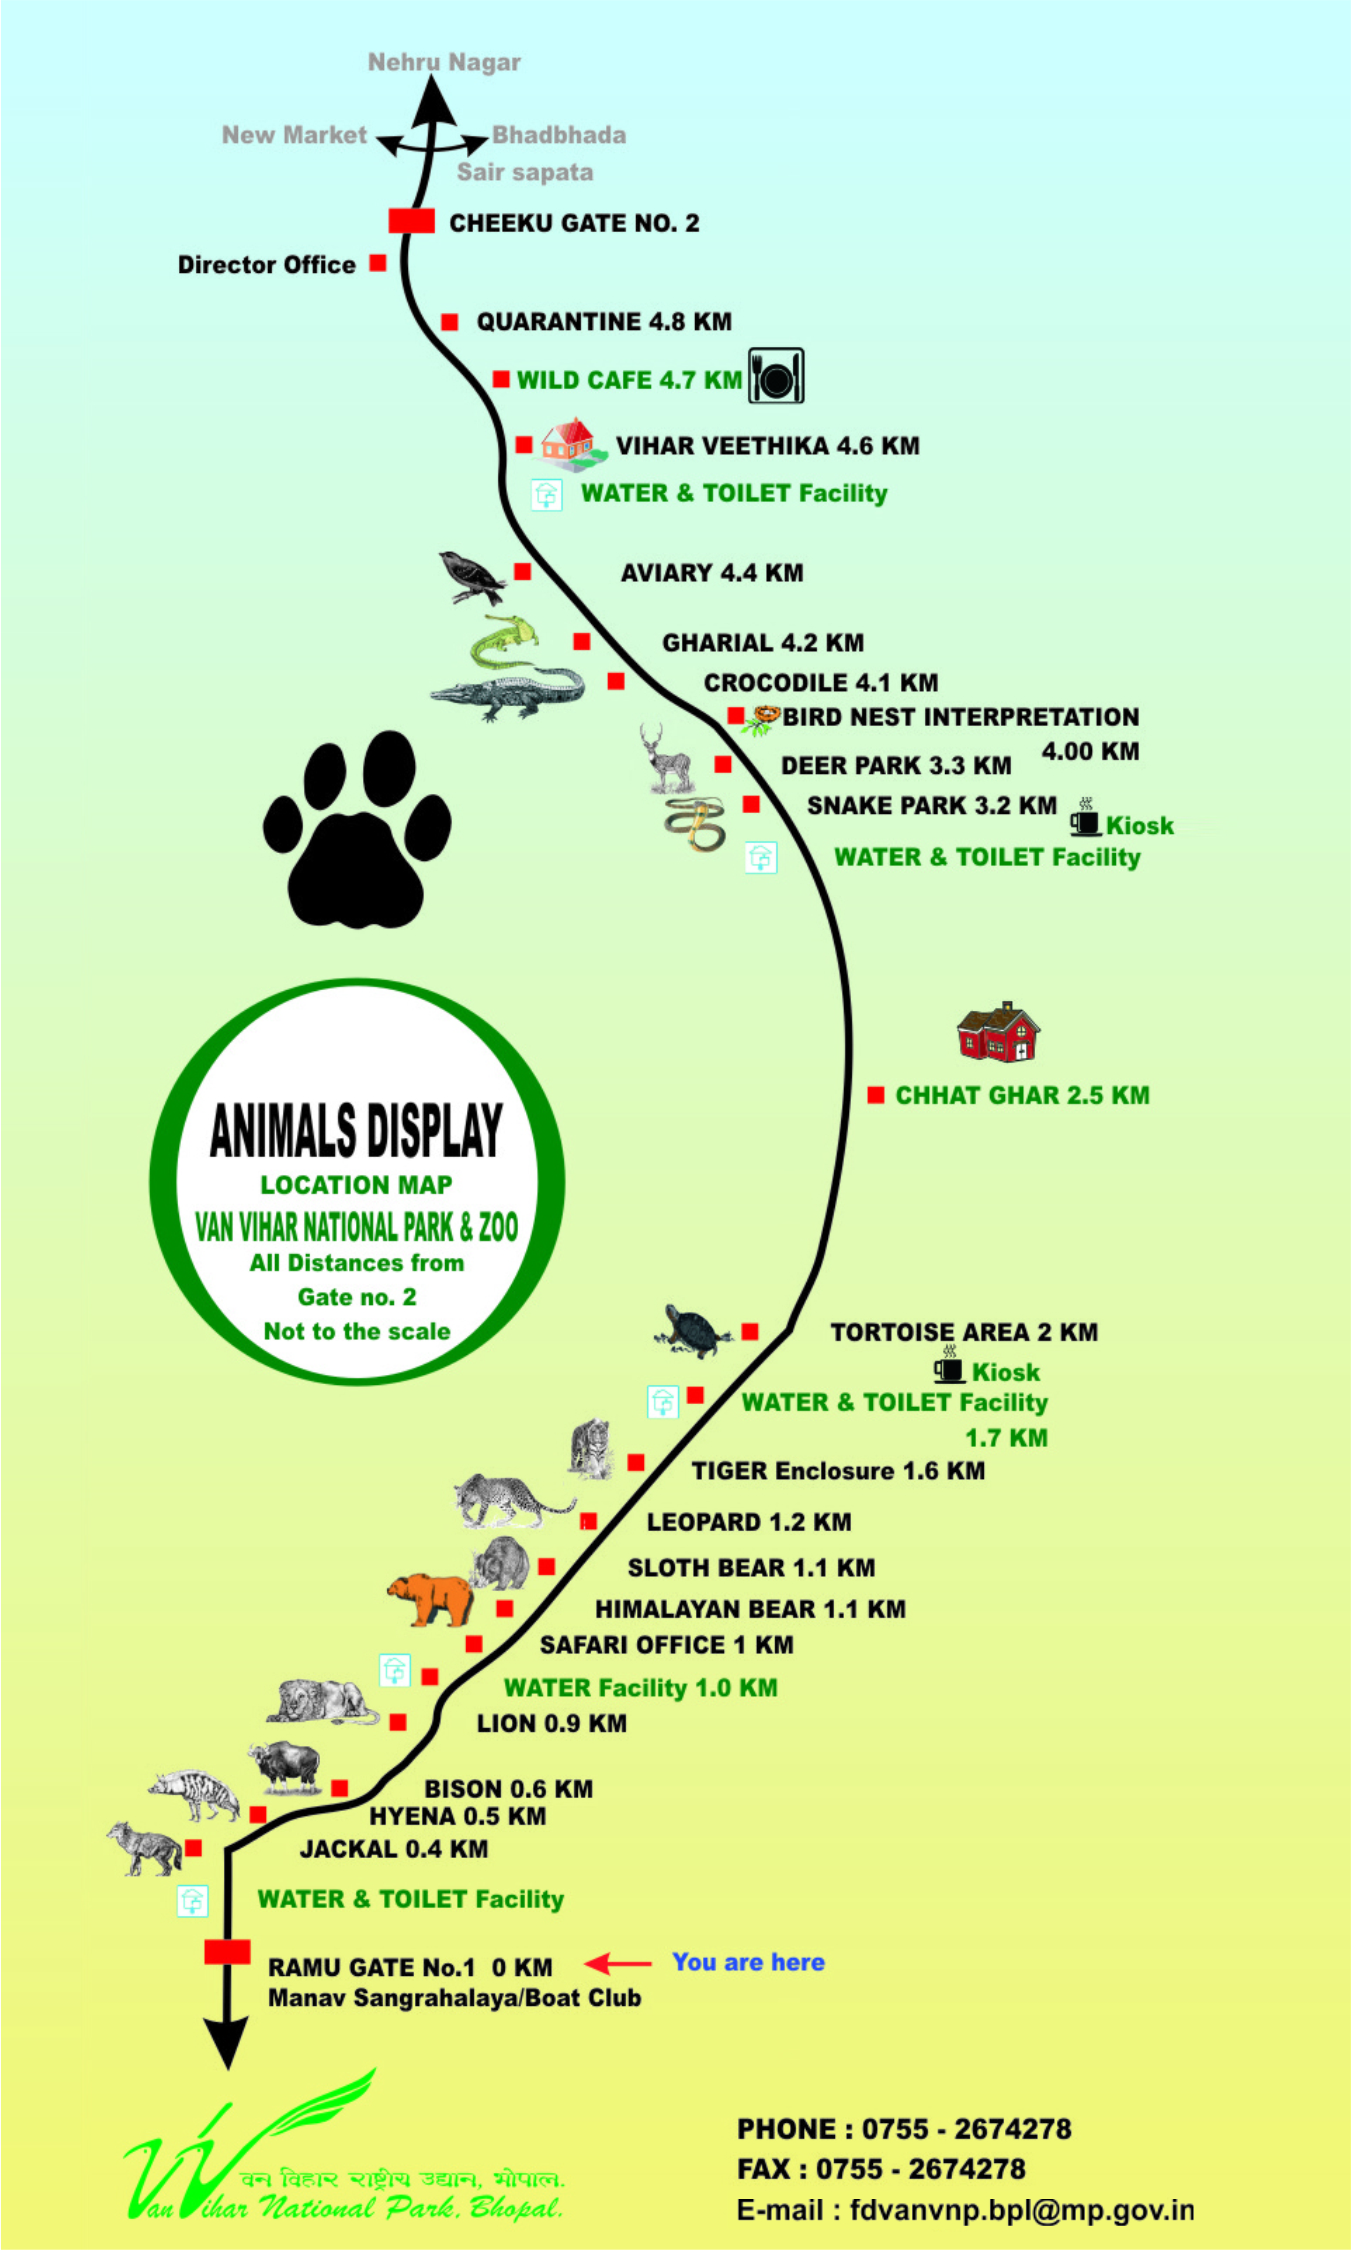 Nehru Nagar
New Market
Bhadbhada
Sair sapata
CHEEKU GATE NO. 2
Director Office
QUARANTINE 4.8 KM
WILD CAFE 4.7 KM
VIHAR VEETHIKA 4.6 KM
WATER & TOILET Facility
AVIARY 4.4 KM
GHARIAL 4.2 KM
CROCODILE 4.1 KM
BIRD NEST INTERPRETATION
4.00 KM
DEER PARK 3.3 KM
SNAKE PARK 3.2 KM
Kiosk
WATER & TOILET Facility
CHHAT GHAR 2.5 KM
ANIMALS DISPLAY
LOCATION MAP
VAN VIHAR NATIONAL PARK & ZOO
All Distances from
Gate no. 2
Not to the scale
TORTOISE AREA 2 KM
Kiosk
WATER & TOILET Facility
1.7 KM
TIGER Enclosure 1.6 KM
LEOPARD 1.2 KM
SLOTH BEAR 1.1 KM
HIMALAYAN BEAR 1.1 KM
SAFARI OFFICE 1 KM
WATER Facility 1.0 KM
LION 0.9 KM
BISON 0.6 KM
HYENA 0.5 KM
JACKAL 0.4 KM
WATER & TOILET Facility
RAMU GATE No.1 0 KM
You are here
Manav Sangrahalaya/Boat Club
वन विहार राष्ट्रीय उद्यान, भोपाल.
Van Vihar National Park, Bhopal.
PHONE : 0755 - 2674278
FAX : 0755 - 2674278
E-mail : fdvanvnp.bpl@mp.gov.in